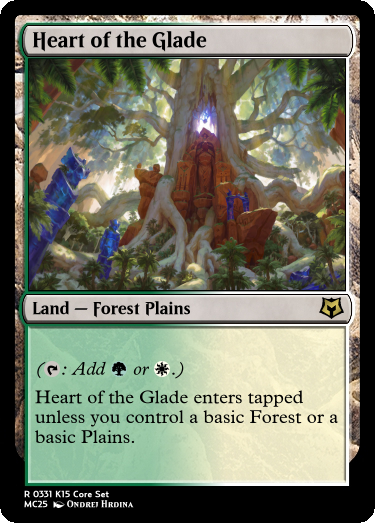 Heart of the Glade
Land — Forest Plains
(: Add or .)
Heart of the Glade enters tapped
unless you control a basic Forest or a
basic Plains.
R 0331 K15 Core Set
MC25 Ondrej Hrdina